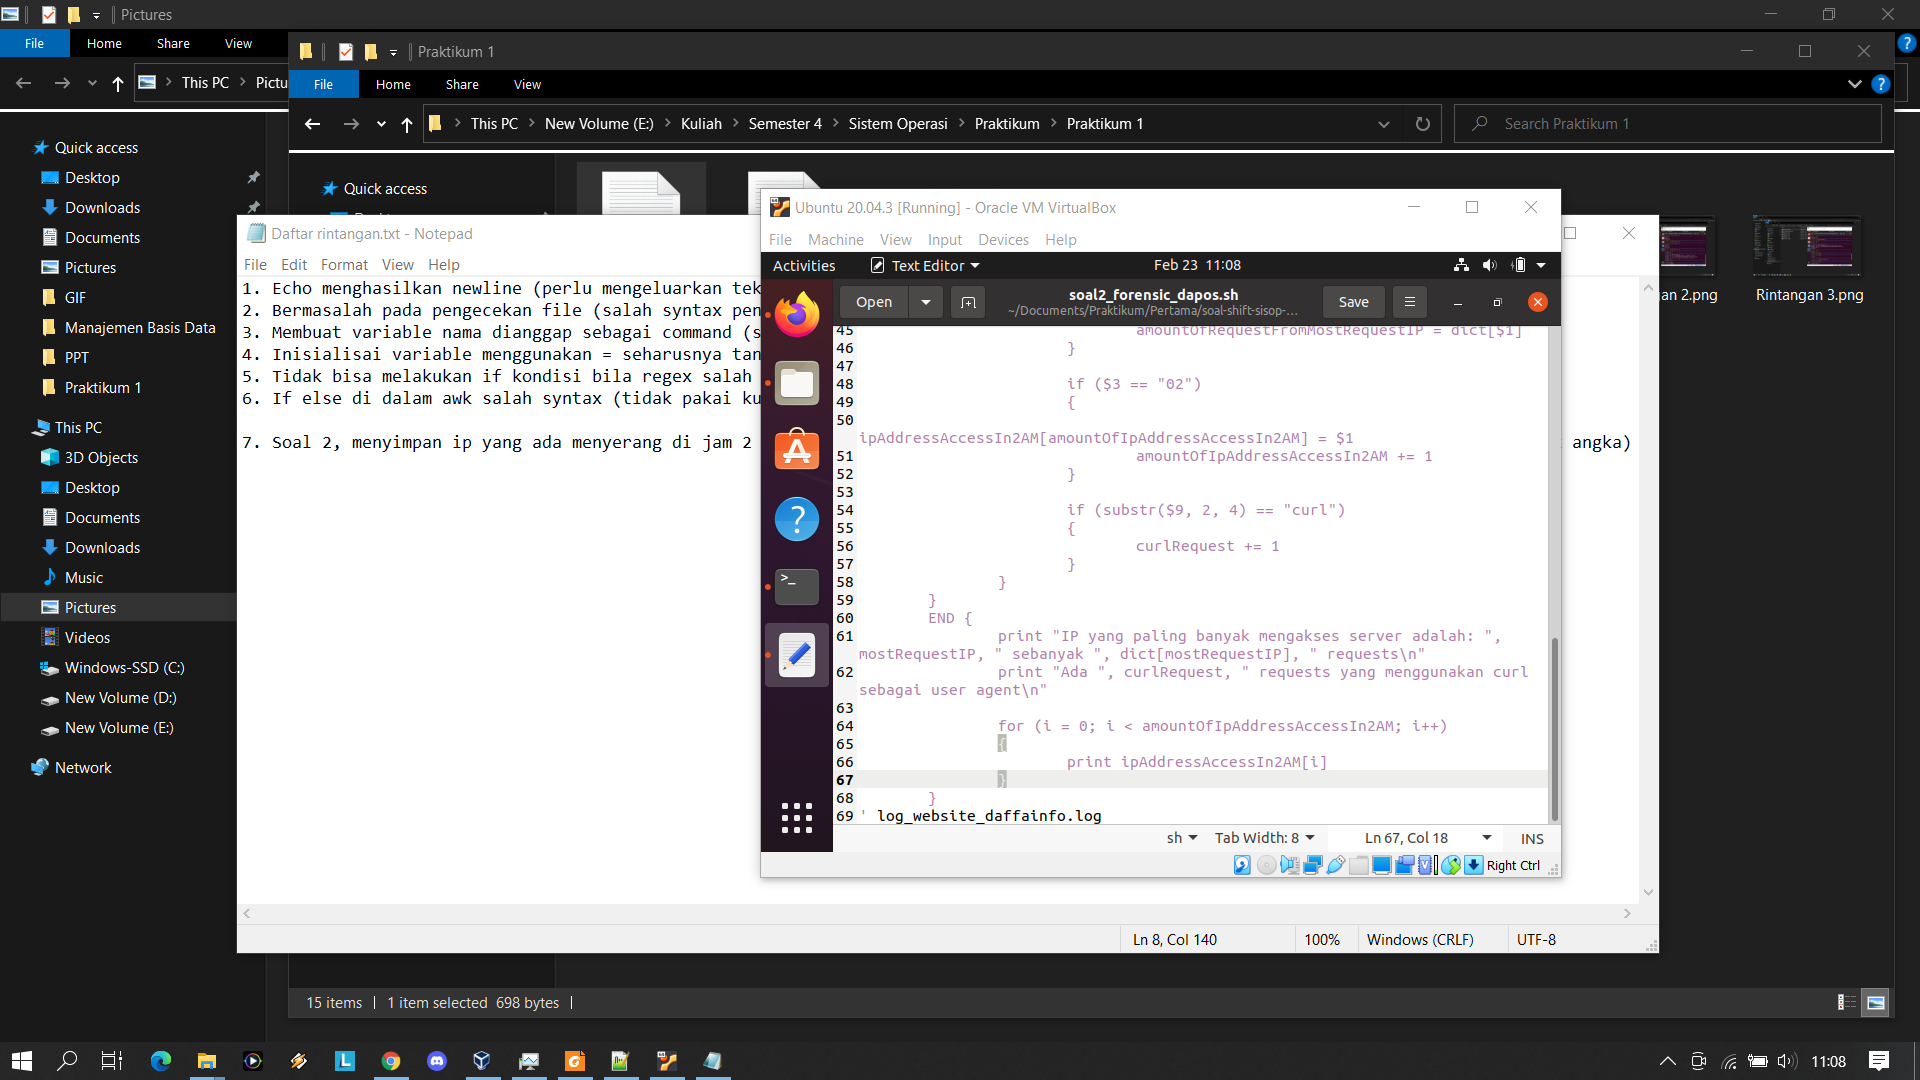 Pictures
File
Home
Share
View
This PC
Pictu
Quick access
Desktop
Downloads
Documents
Pictures
GIF
Manajemen Basis Data
PPT
Praktikum 1
This PC
3D Objects
Desktop
Documents
Downloads
Music
Pictures
Videos
Windows-SSD (C:)
New Volume (D:)
New Volume (E:)
Network
Praktikum 1
File
Home
Share
View
This PC
New Volume (E:)
Kuliah
Semester 4
Sistem Operasi
Praktikum
Praktikum 1
Search Praktikum 1
Quick access
an 2.png
Rintangan 3.png
15 items
1 item selected 698 bytes
Daftar rintangan.txt - Notepad
File Edit Format View Help
1. Echo menghasilkan newline (perlu mengeluarkan tek
2. Bermasalah pada pengecekan file (salah syntax pen
3. Membuat variable nama dianggap sebagai command (s
4. Inisialisai variable menggunakan = seharusnya tan
5. Tidak bisa melakukan if kondisi bila regex salah
6. If else di dalam awk salah syntax (tidak pakai ku
7. Soal 2, menyimpan ip yang ada menyerang di jam 2
angka)
Ln 8, Col 140
100%
Windows (CRLF)
UTF-8
Ubuntu 20.04.3 [Running] - Oracle VM VirtualBox
File Machine View Input Devices Help
Activities
Text Editor
Feb 23 11:08
Open
soal2_forensic_dapos.sh
~/Documents/Praktikum/Pertama/soal-shift-sisop-...
Save
45 amountOfRequestFromMostRequestIP = dict[$1]
46 }
47
48 if ($3 == "02")
49 {
50
ipAddressAccessIn2AM[amountOfIpAddressAccessIn2AM] = $1
51 amountOfIpAddressAccessIn2AM += 1
52 }
53
54 if (substr($9, 2, 4) == "curl")
55 {
56 curlRequest += 1
57 }
58 }
59 }
60 END {
61 print "IP yang paling banyak mengakses server adalah: ",
mostRequestIP, " sebanyak ", dict[mostRequestIP], " requests\n"
62 print "Ada ", curlRequest, " requests yang menggunakan curl
sebagai user agent\n"
63
64 for (i = 0; i < amountOfIpAddressAccessIn2AM; i++)
65 {
66 print ipAddressAccessIn2AM[i]
67 }
68 }
69 ' log_website_daffainfo.log
sh
Tab Width: 8
Ln 67, Col 18
INS
Right Ctrl
11:08